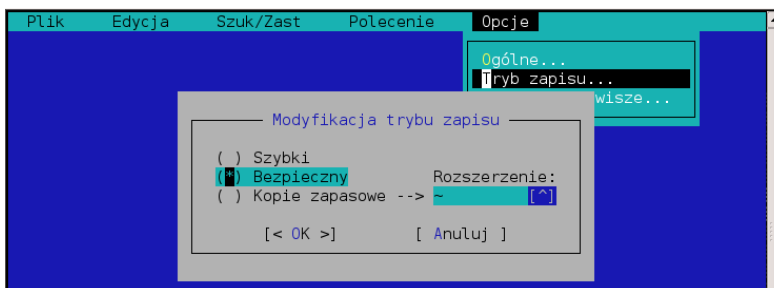 Plik Edycja Szuk/Zast Polecenie Opcje
Ogólne...
Tryb zapisu...
wisze...
Modyfikacja trybu zapisu
( ) Szybki
(*) Bezpieczny Rozszerzenie:
( ) Kopie zapasowe --> ~ [^]
[< OK >] [ Anuluj ]